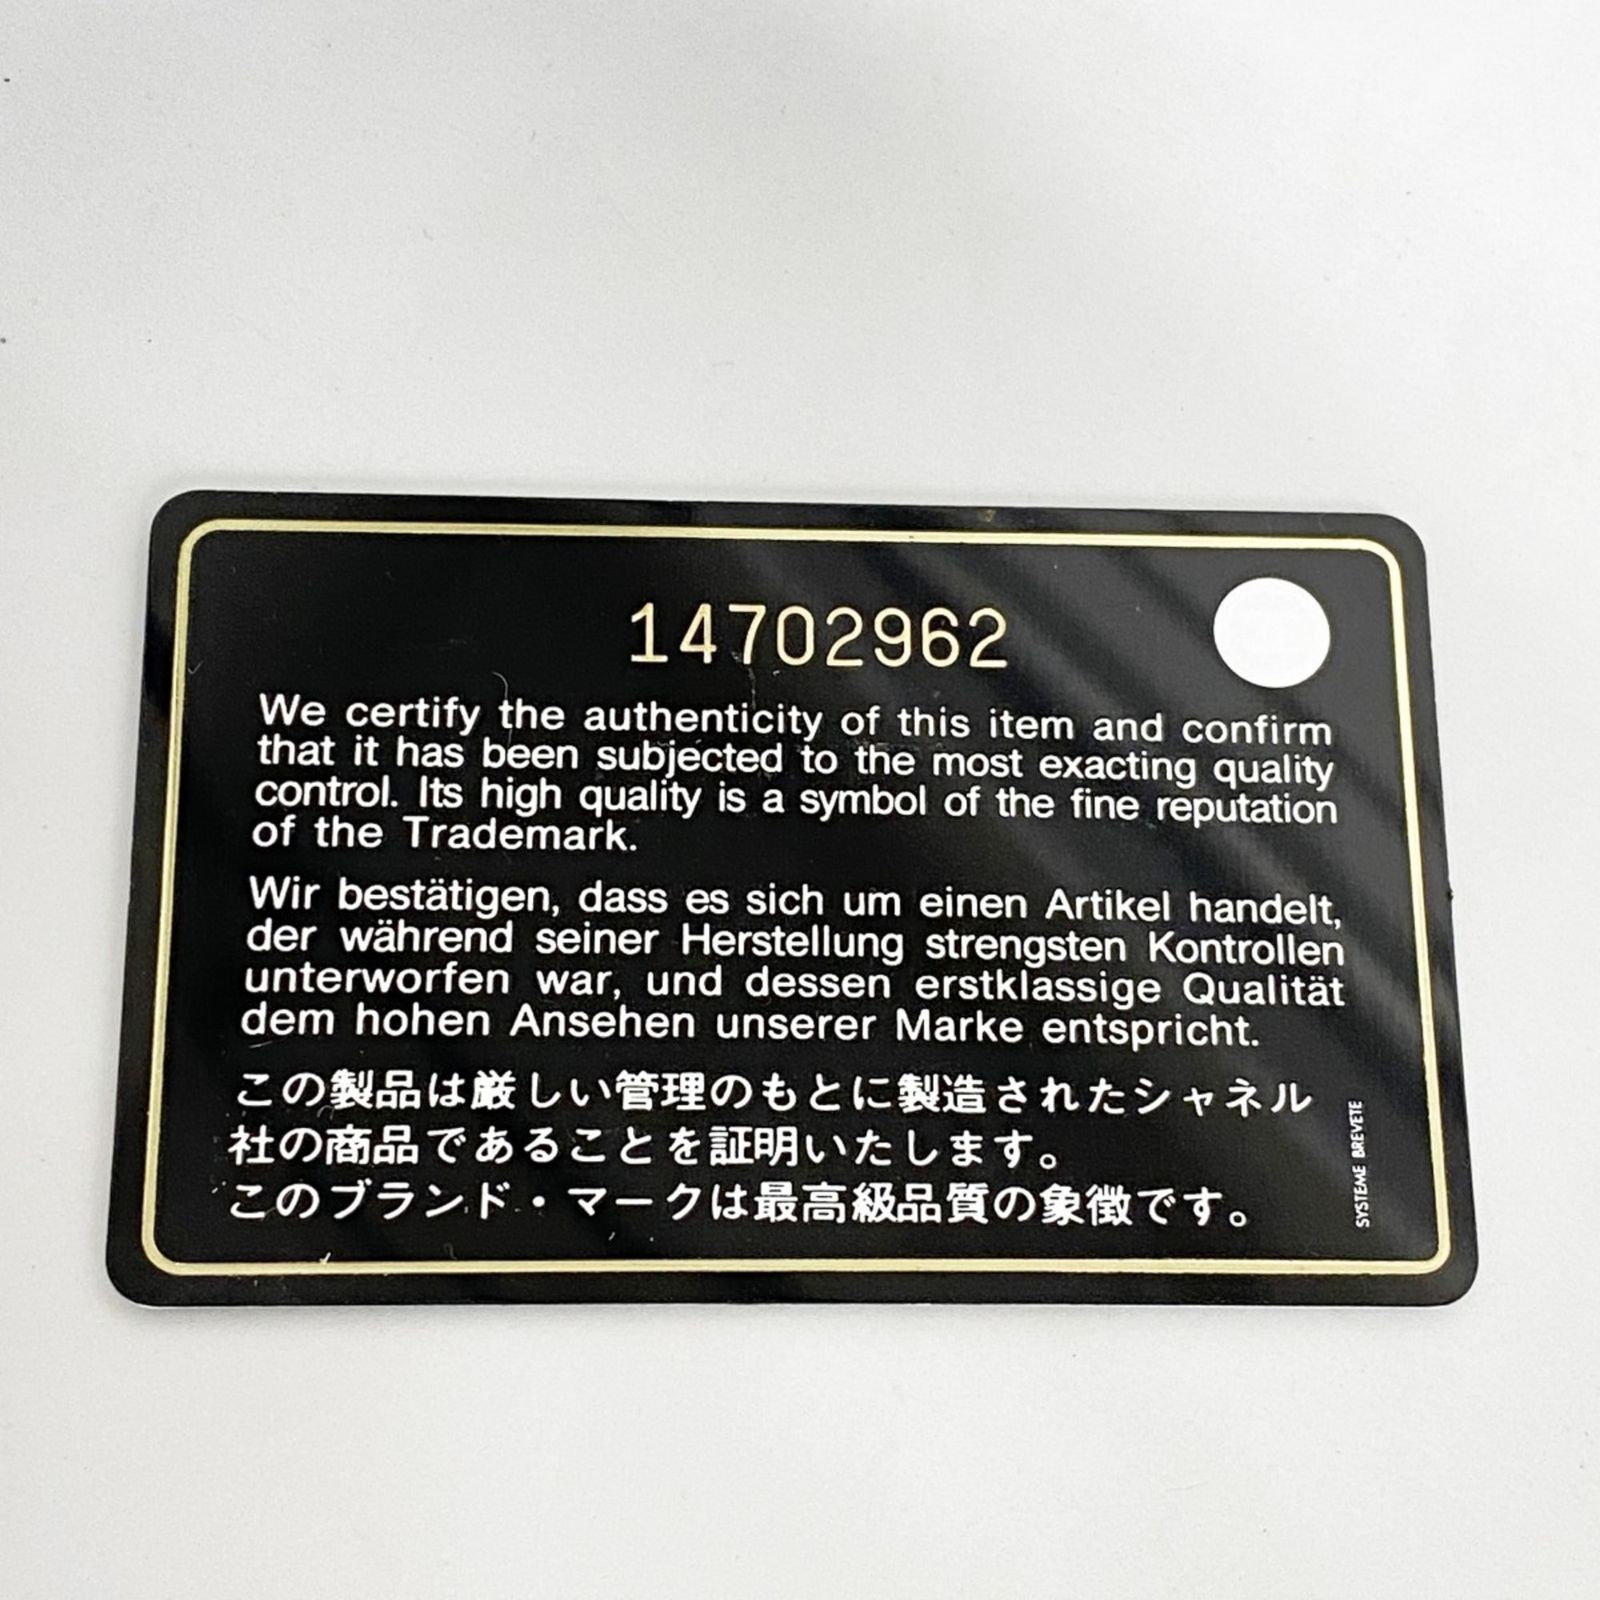 14702962
We certify the authenticity of this item and confirm
that it has been subjected to the most exacting quality
control. Its high quality is a symbol of the fine reputation
of the Trademark.
Wir bestätigen, dass es sich um einen Artikel handelt,
der während seiner Herstellung strengsten Kontrollen
unterworfen war, und dessen erstklassige Qualität
dem hohen Ansehen unserer Marke entspricht.
この製品は厳しい管理のもとに製造されたシャネル
社の商品であることを証明いたします。
このブランド・マークは最高級品質の象徴です。
SYSTEME BREVETE